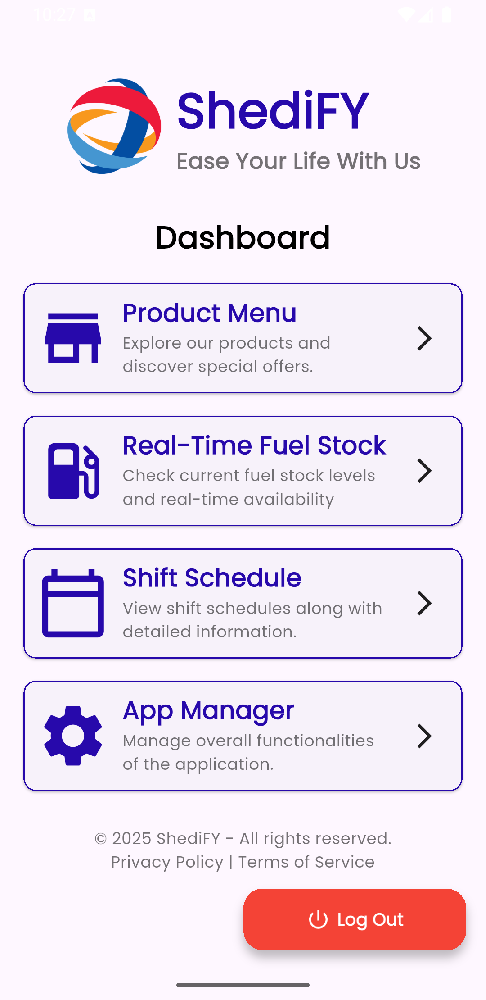 10:27
ShediFY
Ease Your Life With Us
Dashboard
Product Menu
Explore our products and
discover special offers.
Real-Time Fuel Stock
Check current fuel stock levels
and real-time availability
Shift Schedule
View shift schedules along with
detailed information.
App Manager
Manage overall functionalities
of the application.
© 2025 ShediFY - All rights reserved.
Privacy Policy | Terms of Service
Log Out